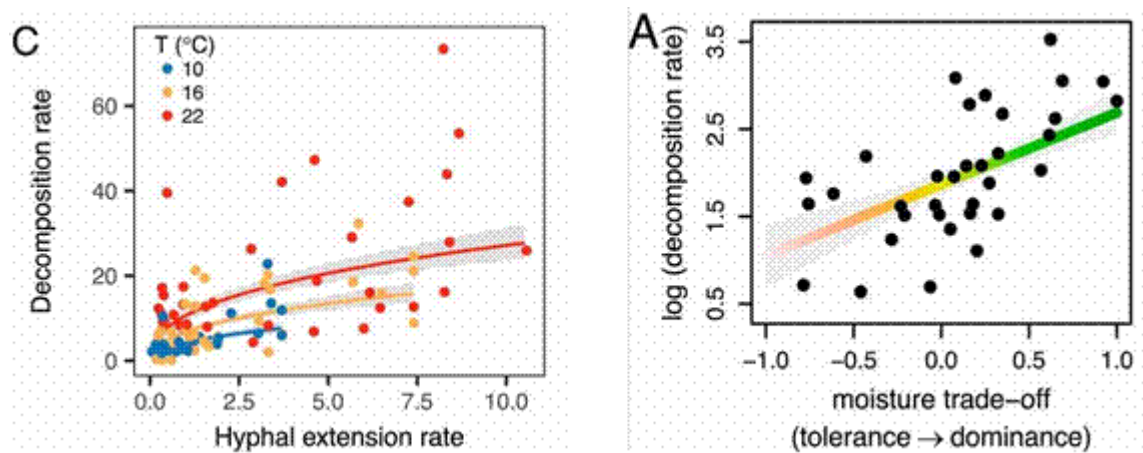 C
T (°C)
10
16
22
Decomposition rate
60
40
20
0
0.0 2.5 5.0 7.5 10.0
Hyphal extension rate
A
log (decomposition rate)
3.5
2.5
1.5
0.5
−1.0 −0.5 0.0 0.5 1.0
moisture trade−off
(tolerance → dominance)